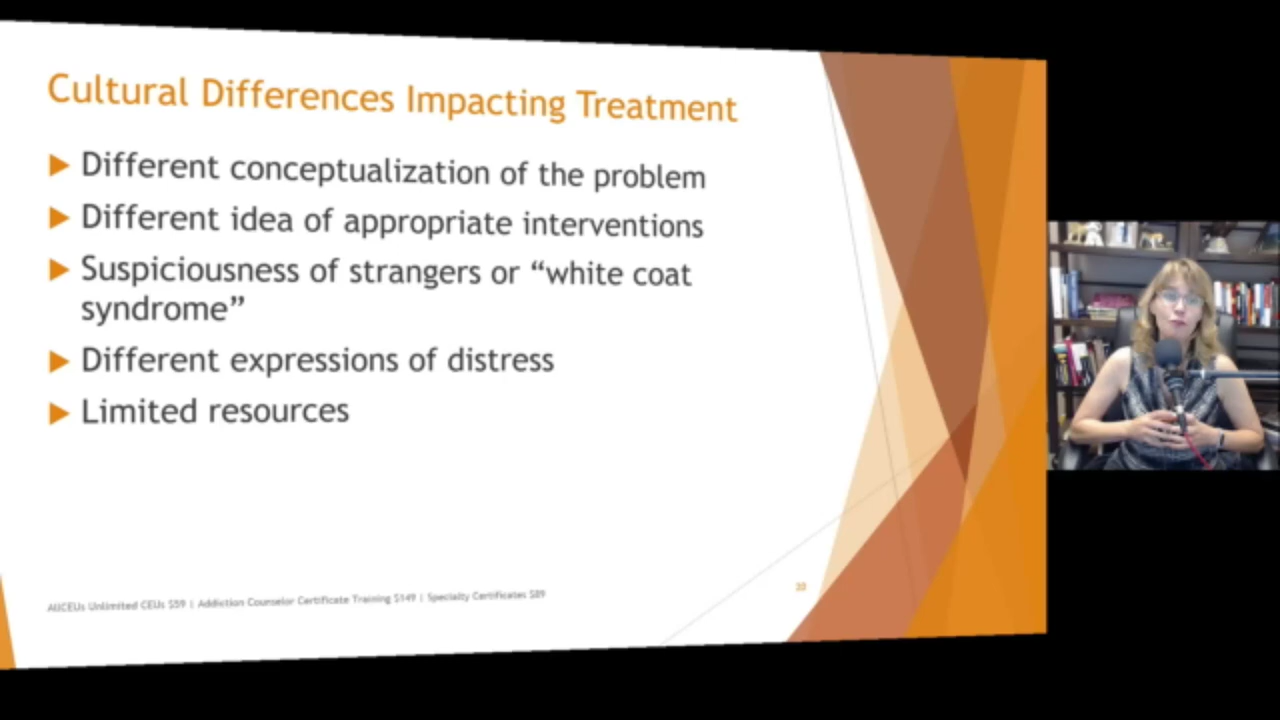 Cultural Differences Impacting Treatment
Different conceptualization of the problem
Different idea of appropriate interventions
Suspiciousness of strangers or “white coat
syndrome”
Different expressions of distress
Limited resources
AllCEUs Unlimited CEUs $59 | Addiction Counselor Certificate Training $149 | Specialty Certificates $89
20